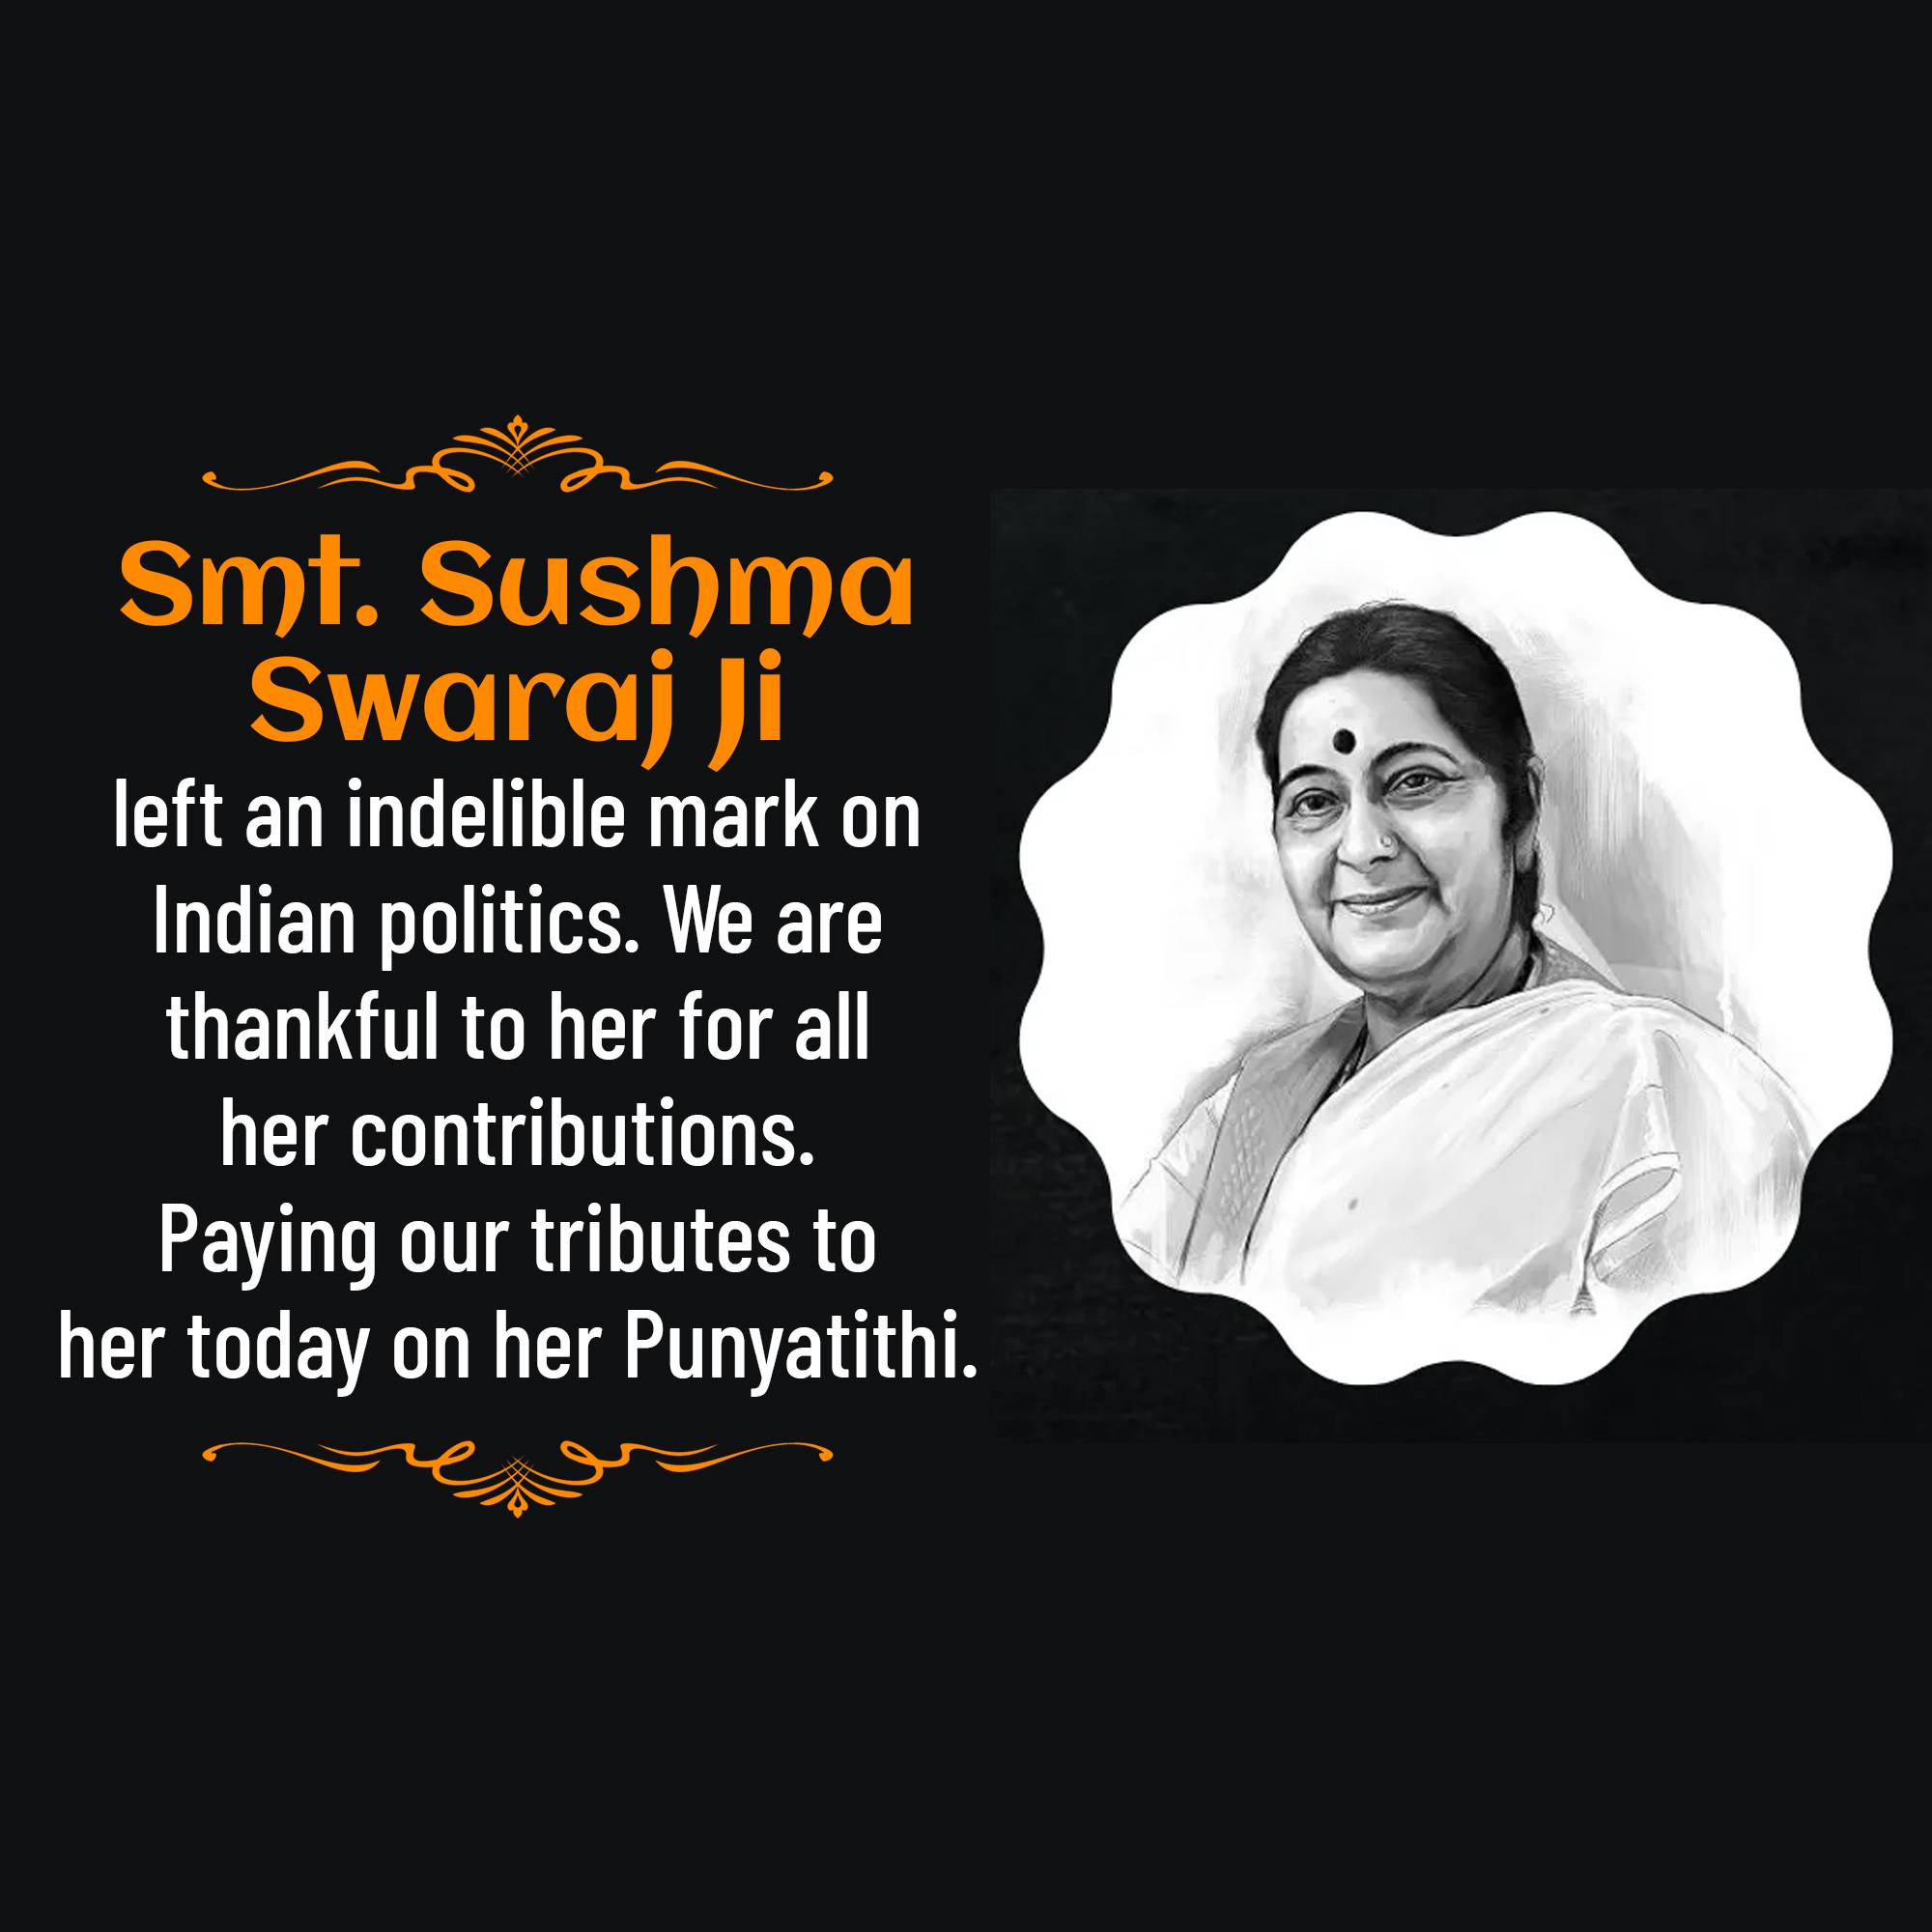 Smt. Sushma
Swaraj Ji
left an indelible mark on
Indian politics. We are
thankful to her for all
her contributions.
Paying our tributes to
her today on her Punyatithi.